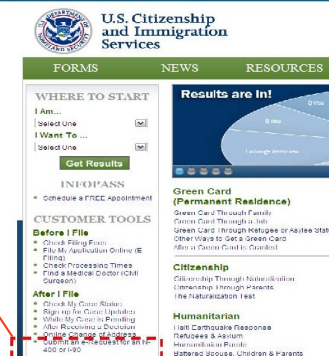 U.S. Citizenship
and Immigration
Services
FORMS NEWS RESOURCES
WHERE TO START
I Am...
Select One
I Want To ...
Select One
Get Results
INFOPASS
Schedule a FREE Appointment
CUSTOMER TOOLS
Before I File
Check Filing Fees
File My Application Online (E
Filing)
Check Processing Times
Find a Medical Doctor (Civil
Surgeon)
After I File
Check My Case Status
Sign up for Case Updates
While My Case is Pending
After Receiving a Decision
Online Change of Address
Submit an e-Request for an N-
400 or I-90
Results are In!
Green Card
(Permanent Residence)
Green Card Through Family
Green Card Through a Job
Green Card Through Refugee or Asylee Statu
Other Ways to Get a Green Card
After a Green Card is Granted
Citizenship
Citizenship Through Naturalization
Citizenship Through Parents
The Naturalization Test
Humanitarian
Haiti Earthquake Response
Refugees & Asylum
Humanitarian Parole
Battered Spouse, Children & Parents